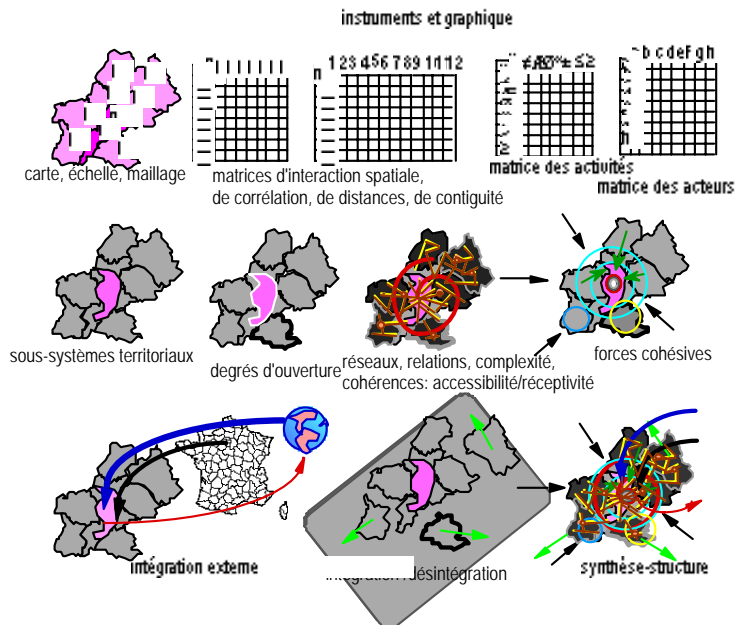 instruments et graphique
1 2 3 4 5 6 7 8 9 10 11 12
b c d e F g h
carte, échelle, maillage
matrices d'interaction spatiale,
de corrélation, de distances, de contiguité
matrice des activités
matrice des acteurs
sous-systèmes territoriaux
degrés d'ouverture
réseaux, relations, complexité,
cohérences: accessibilité/réceptivité
forces cohésives
intégration externe
intégration /désintégration
synthèse-structure